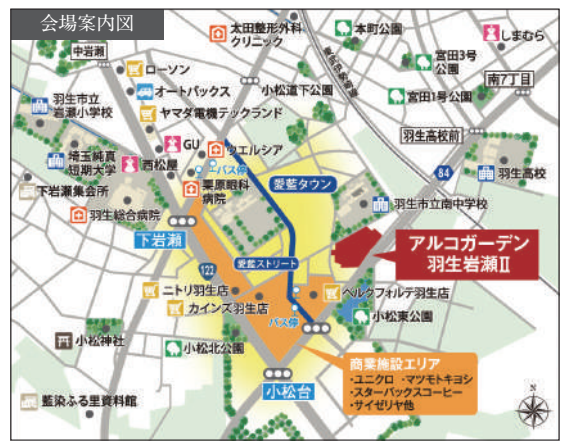 会場案内図
太田整形外科
クリニック
本町公園
しまむら
中岩瀬
ローソン
宮田3号
公園
オートバックス
小松道下公園
南7丁目
羽生市立
岩瀬小学校
ヤマダ電機テックランド
宮田1号公園
GU
羽生高校前
埼玉純真
短期大学
西松屋
ウエルシア
バス停
84
羽生高校
栗原眼科
病院
愛藍タウン
下岩瀬集会所
羽生市立南中学校
羽生総合病院
下岩瀬
アルコガーデン
羽生岩瀬Ⅱ
愛藍ストリート
122
ニトリ羽生店
ベルクフォルテ羽生店
カインズ羽生店
バス停
小松東公園
小松神社
小松北公園
商業施設エリア
・ユニクロ ・マツモトキヨシ
・スターバックスコーヒー
・サイゼリヤ他
小松台
藍染ふる里資料館
N